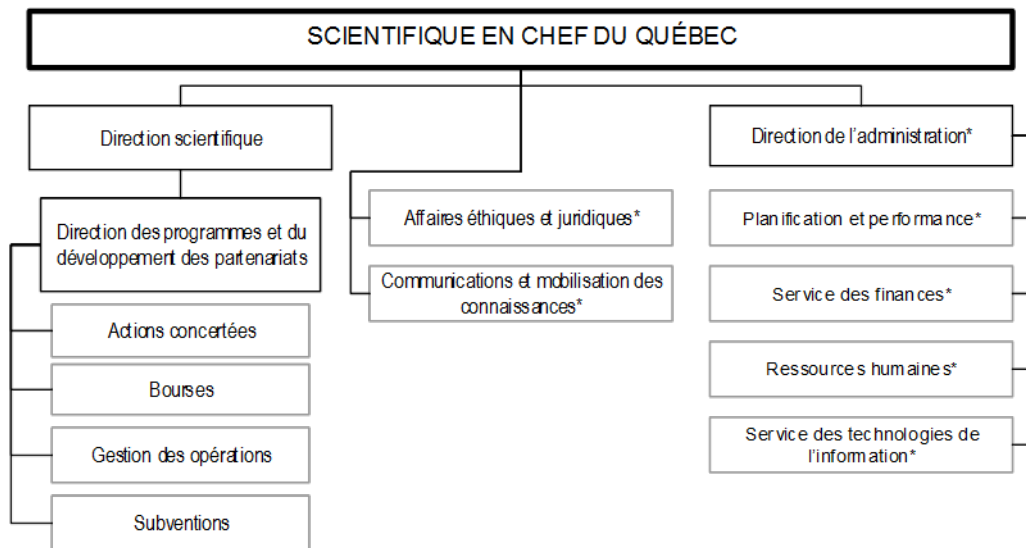 SCIENTIFIQUE EN CHEF DU QUÉBEC
Direction scientifique
Direction des programmes et du
développement des partenariats
Actions concertées
Bourses
Gestion des opérations
Subventions
Affaires éthiques et juridiques*
Communications et mobilisation des
connaissances*
Direction de l'administration*
Planification et performance*
Service des finances*
Ressources humaines*
Service des technologies de
l'information*